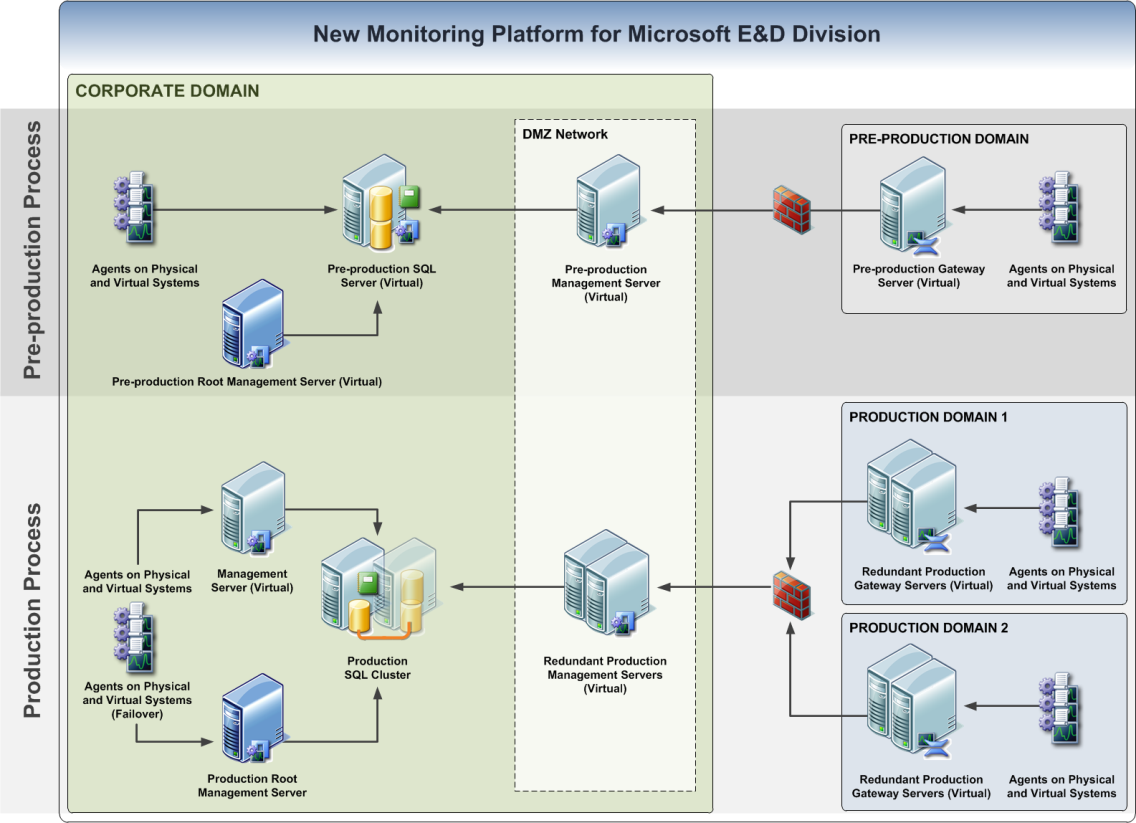 New Monitoring Platform for Microsoft E&D Division
CORPORATE DOMAIN
Pre-production Process
DMZ Network
PRE-PRODUCTION DOMAIN
Agents on Physical
and Virtual Systems
Pre-production SQL
Server (Virtual)
Pre-production
Management Server
(Virtual)
Pre-production Gateway
Server (Virtual)
Agents on Physical
and Virtual Systems
Pre-production Root Management Server (Virtual)
Production Process
PRODUCTION DOMAIN 1
Agents on Physical
and Virtual Systems
Management
Server (Virtual)
Redundant Production
Gateway Servers (Virtual)
Agents on Physical
and Virtual Systems
PRODUCTION DOMAIN 2
Production
SQL Cluster
Redundant Production
Management Servers
(Virtual)
Agents on Physical
and Virtual Systems
(Failover)
Production Root
Management Server
Redundant Production
Gateway Servers (Virtual)
Agents on Physical
and Virtual Systems